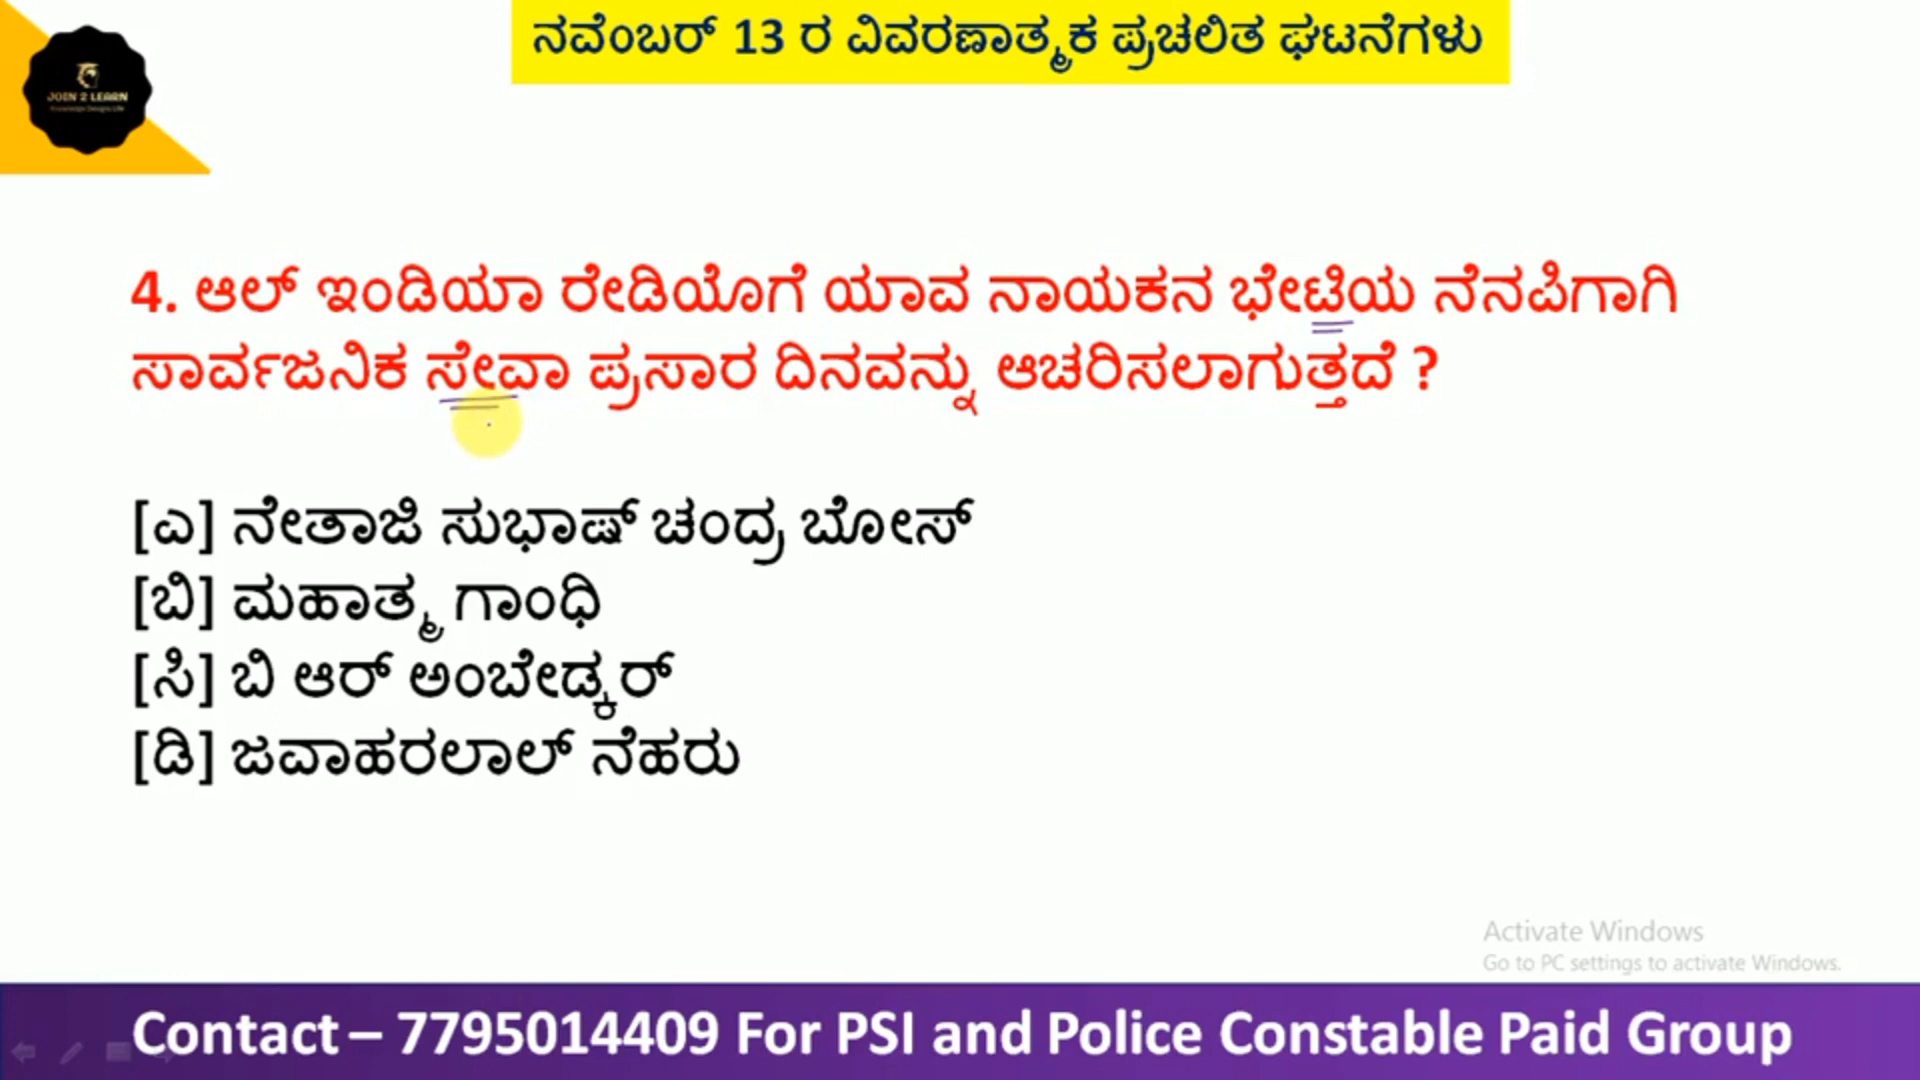 ನವೆಂಬರ್ 13 ರ ವಿವರಣಾತ್ಮಕ ಪ್ರಚಲಿತ ಘಟನೆಗಳು
JOIN 2 LEARN
4. ಆಲ್ ಇಂಡಿಯಾ ರೇಡಿಯೊಗೆ ಯಾವ ನಾಯಕನ ಭೇಟಿಯ ನೆನಪಿಗಾಗಿ
ಸಾರ್ವಜನಿಕ ಸೇವಾ ಪ್ರಸಾರ ದಿನವನ್ನು ಆಚರಿಸಲಾಗುತ್ತದೆ ?
[ಎ] ನೇತಾಜಿ ಸುಭಾಷ್ ಚಂದ್ರ ಬೋಸ್
[ಬಿ] ಮಹಾತ್ಮ ಗಾಂಧಿ
[ಸಿ] ಬಿ ಆರ್ ಅಂಬೇಡ್ಕರ್
[ಡಿ] ಜವಾಹರಲಾಲ್ ನೆಹರು
Activate Windows
Go to PC settings to activate Windows.
Contact – 7795014409 For PSI and Police Constable Paid Group